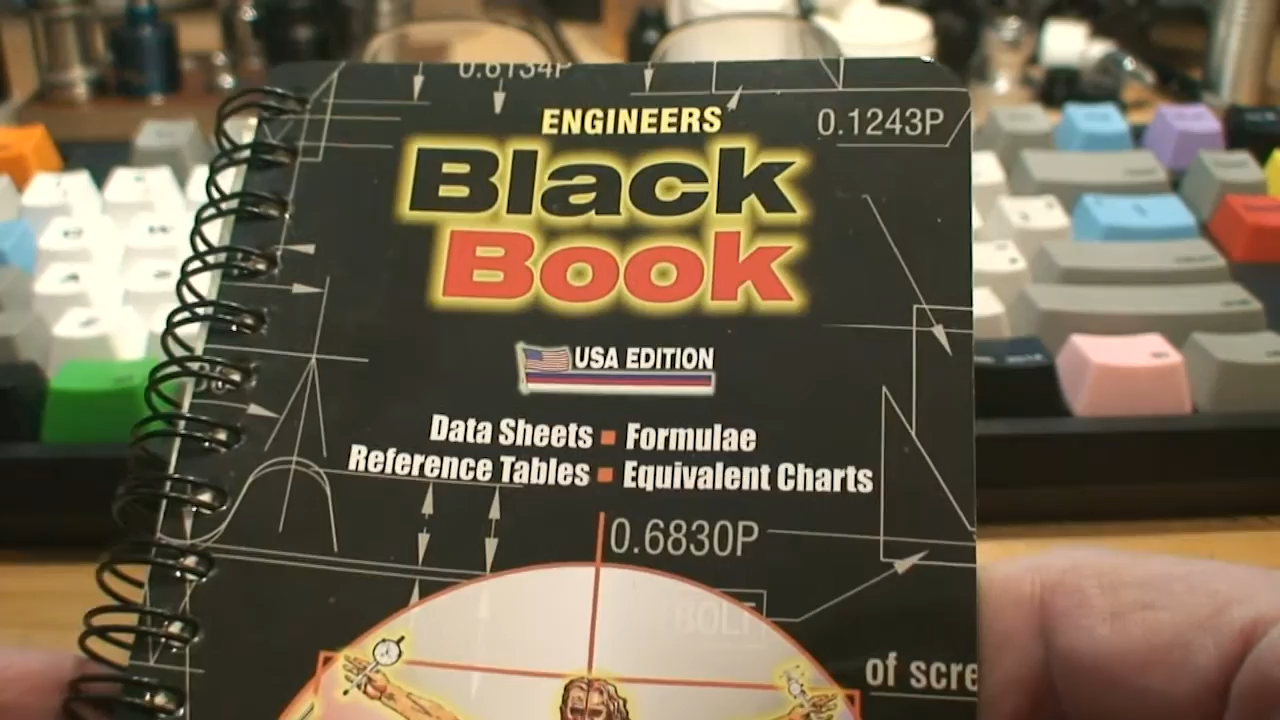 0.6134P
ENGINEERS
0.1243P
Black
Book
USA EDITION
Data Sheets ▪ Formulae
Reference Tables ▪ Equivalent Charts
0.6830P
BOLT
of scre